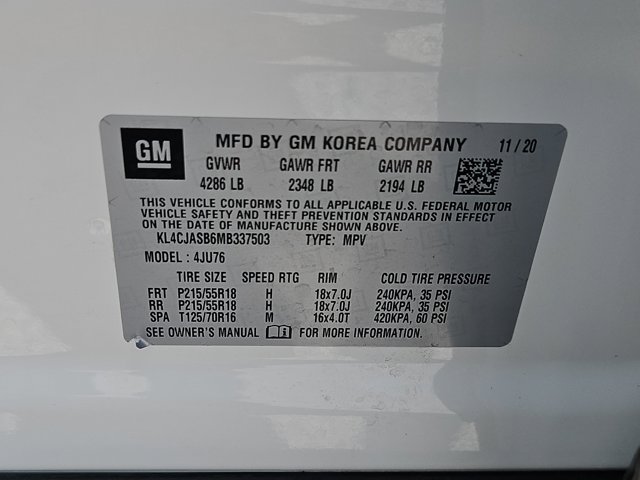 GM MFD BY GM KOREA COMPANY 11/20
GVWR GAWR FRT GAWR RR
4286 LB 2348 LB 2194 LB
THIS VEHICLE CONFORMS TO ALL APPLICABLE U.S. FEDERAL MOTOR
VEHICLE SAFETY AND THEFT PREVENTION STANDARDS IN EFFECT
ON THE DATE OF MANUFACTURE SHOWN ABOVE.
KL4CJASB6MB337503 TYPE: MPV
MODEL : 4JU76
TIRE SIZE SPEED RTG RIM COLD TIRE PRESSURE
FRT P215/55R18 H 18x7.0J 240KPA, 35 PSI
RR P215/55R18 H 18x7.0J 240KPA, 35 PSI
SPA T125/70R16 M 16x4.0T 420KPA, 60 PSI
SEE OWNER'S MANUAL FOR MORE INFORMATION.